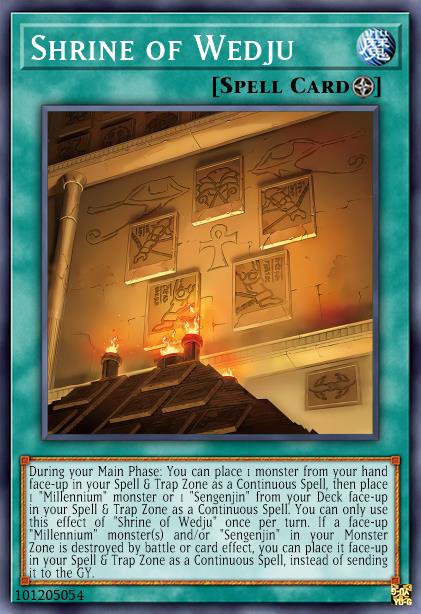 Shrine of Wedju
魔
[Spell Card]
During your Main Phase: You can place 1 monster from your hand
face-up in your Spell & Trap Zone as a Continuous Spell, then place
1 "Millennium" monster or 1 "Sengenjin" from your Deck face-up
in your Spell & Trap Zone as a Continuous Spell. You can only use
this effect of "Shrine of Wedju" once per turn. If a face-up
"Millennium" monster(s) and/or "Sengenjin" in your Monster
Zone is destroyed by battle or card effect, you can place it face-up
in your Spell & Trap Zone as a Continuous Spell, instead of sending
it to the GY.
101205054